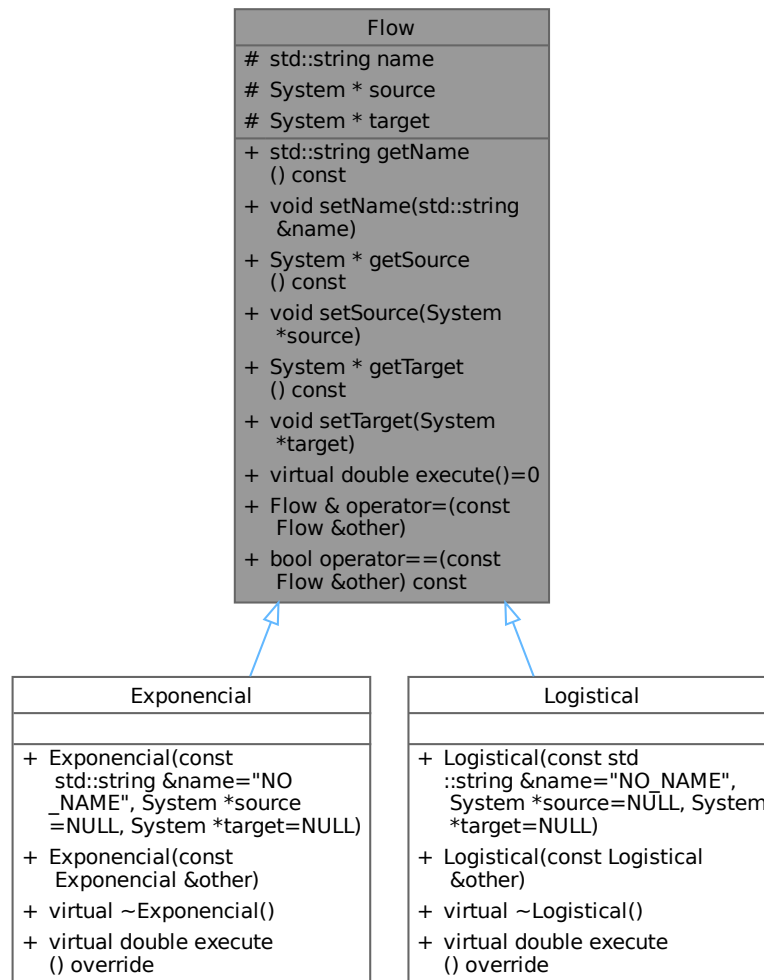 Flow
# std::string name
# System * source
# System * target
+ std::string getName
() const
+ void setName(std::string
&name)
+ System * getSource
() const
+ void setSource(System
*source)
+ System * getTarget
() const
+ void setTarget(System
*target)
+ virtual double execute()=0
+ Flow & operator=(const
Flow &other)
+ bool operator==(const
Flow &other) const
Exponencial
+ Exponencial(const
std::string &name="NO
_NAME", System *source
=NULL, System *target=NULL)
+ Exponencial(const
Exponencial &other)
+ virtual ~Exponencial()
+ virtual double execute
() override
Logistical
+ Logistical(const std
::string &name="NO_NAME",
System *source=NULL, System
*target=NULL)
+ Logistical(const Logistical
&other)
+ virtual ~Logistical()
+ virtual double execute
() override